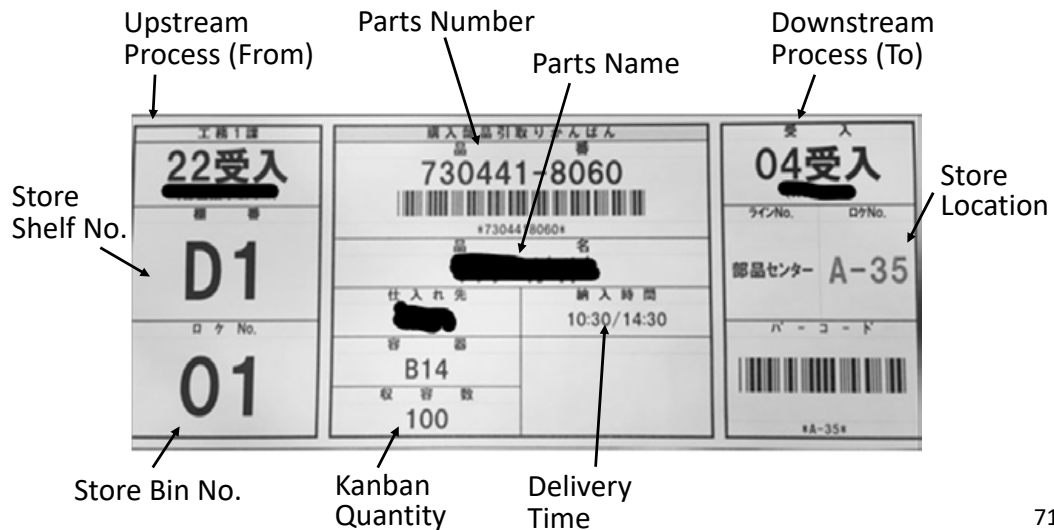 Upstream
Process (From)
Parts Number
Parts Name
Downstream
Process (To)
Store
Shelf No.
Store
Location
工務1課
22受入
棚 番
D1
ロケ No.
01
購入部品引取りかんばん
品 番
730441-8060
*7304418060*
品 名
仕入れ先
納入時間
10:30/14:30
容 器
B14
収 容 数
100
受 入
04受入
ラインNo.
ロケNo.
部品センター
A-35
バ ー コ ー ド
*A-35*
Store Bin No.
Kanban
Quantity
Delivery
Time
71